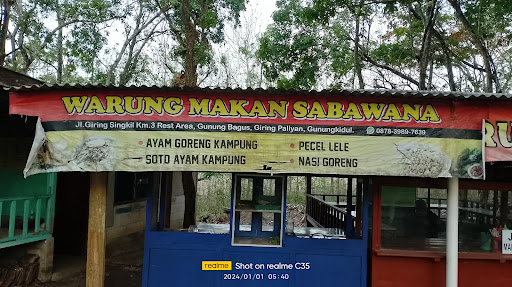 WARUNG MAKAN SABAWANA
Jl.Giring Singkil Km.3 Rest Area, Gunung Bagus, Giring Paliyan, Gunungkidul. 0878-3989-7639
- AYAM GORENG KAMPUNG
- SOTO AYAM KAMPUNG
- PECEL LELE
- NASI GORENG
realme Shot on realme C35
2024/01/01 05:40